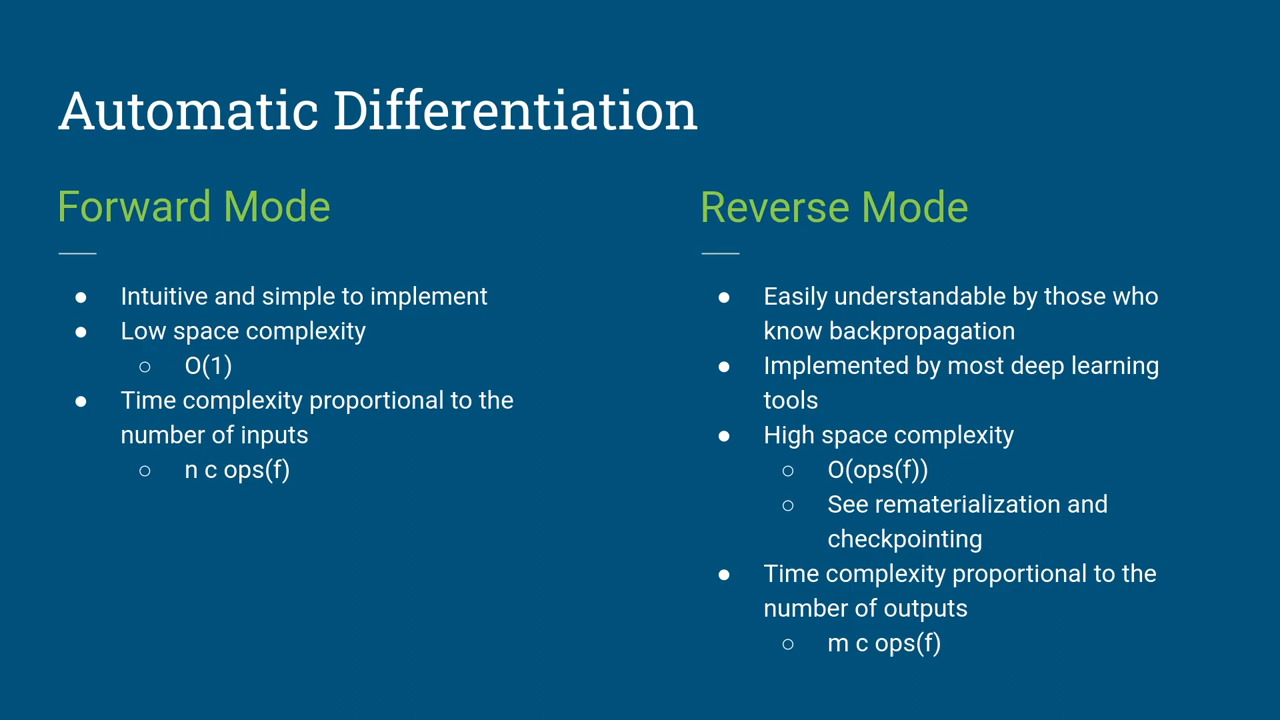 Automatic Differentiation
Forward Mode
● Intuitive and simple to implement
● Low space complexity
○ O(1)
● Time complexity proportional to the
number of inputs
○ n c ops(f)
Reverse Mode
● Easily understandable by those who
know backpropagation
● Implemented by most deep learning
tools
● High space complexity
○ O(ops(f))
○ See rematerialization and
checkpointing
● Time complexity proportional to the
number of outputs
○ m c ops(f)